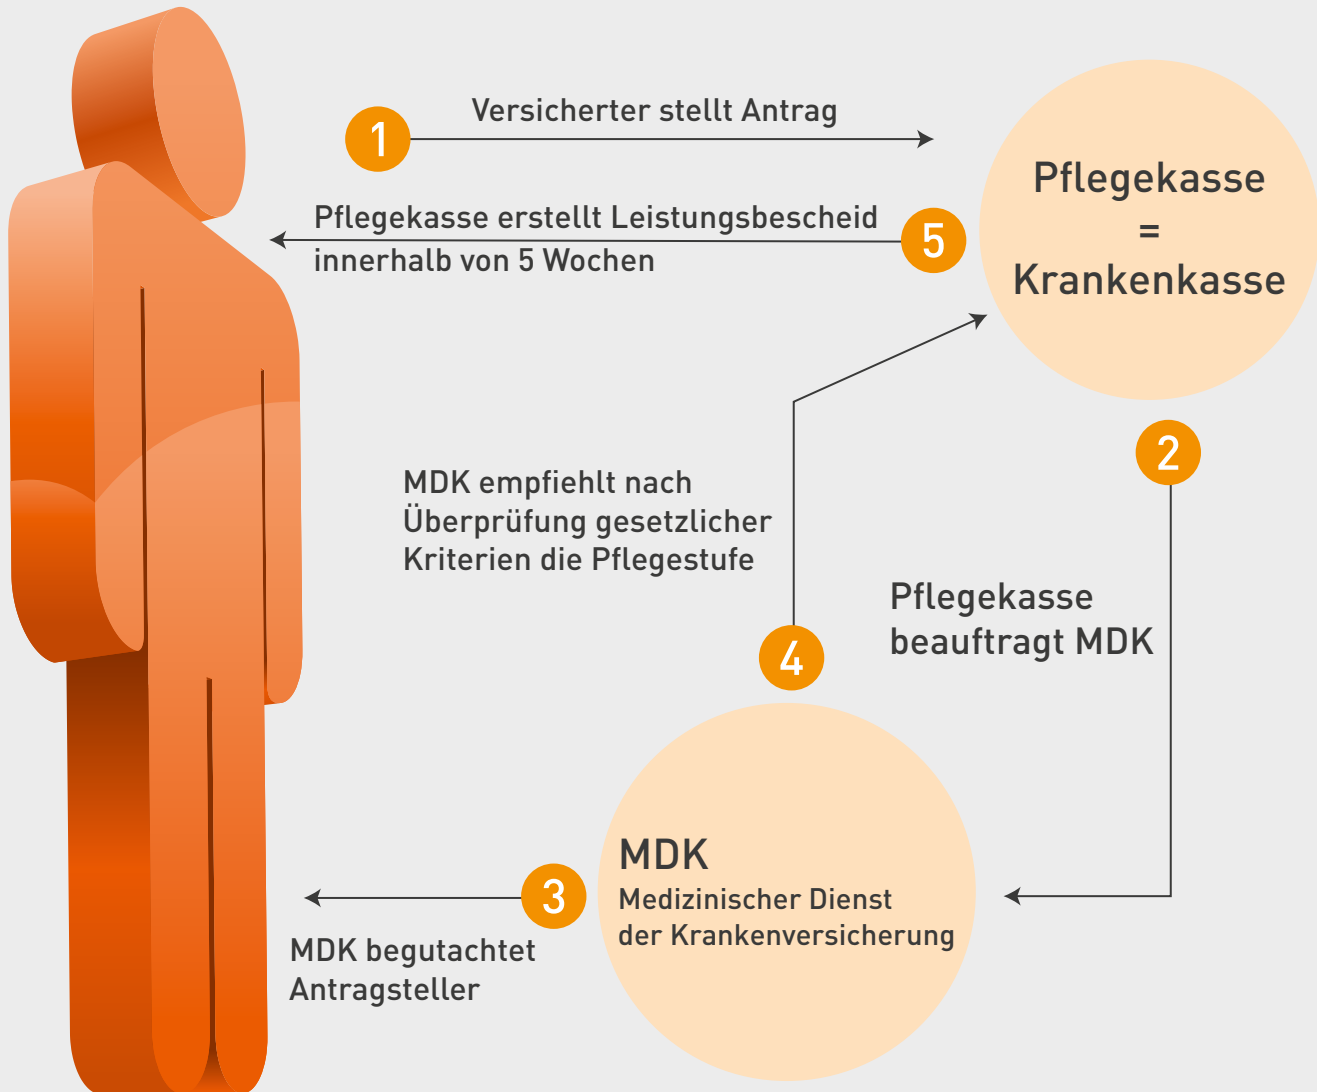 1
Versicherter stellt Antrag
Pflegekasse
=
Krankenkasse
Pflegekasse erstellt Leistungsbescheid
innerhalb von 5 Wochen
5
2
MDK empfiehlt nach
Überprüfung gesetzlicher
Kriterien die Pflegestufe
Pflegekasse
beauftragt MDK
4
MDK
Medizinischer Dienst
der Krankenversicherung
3
MDK begutachtet
Antragsteller